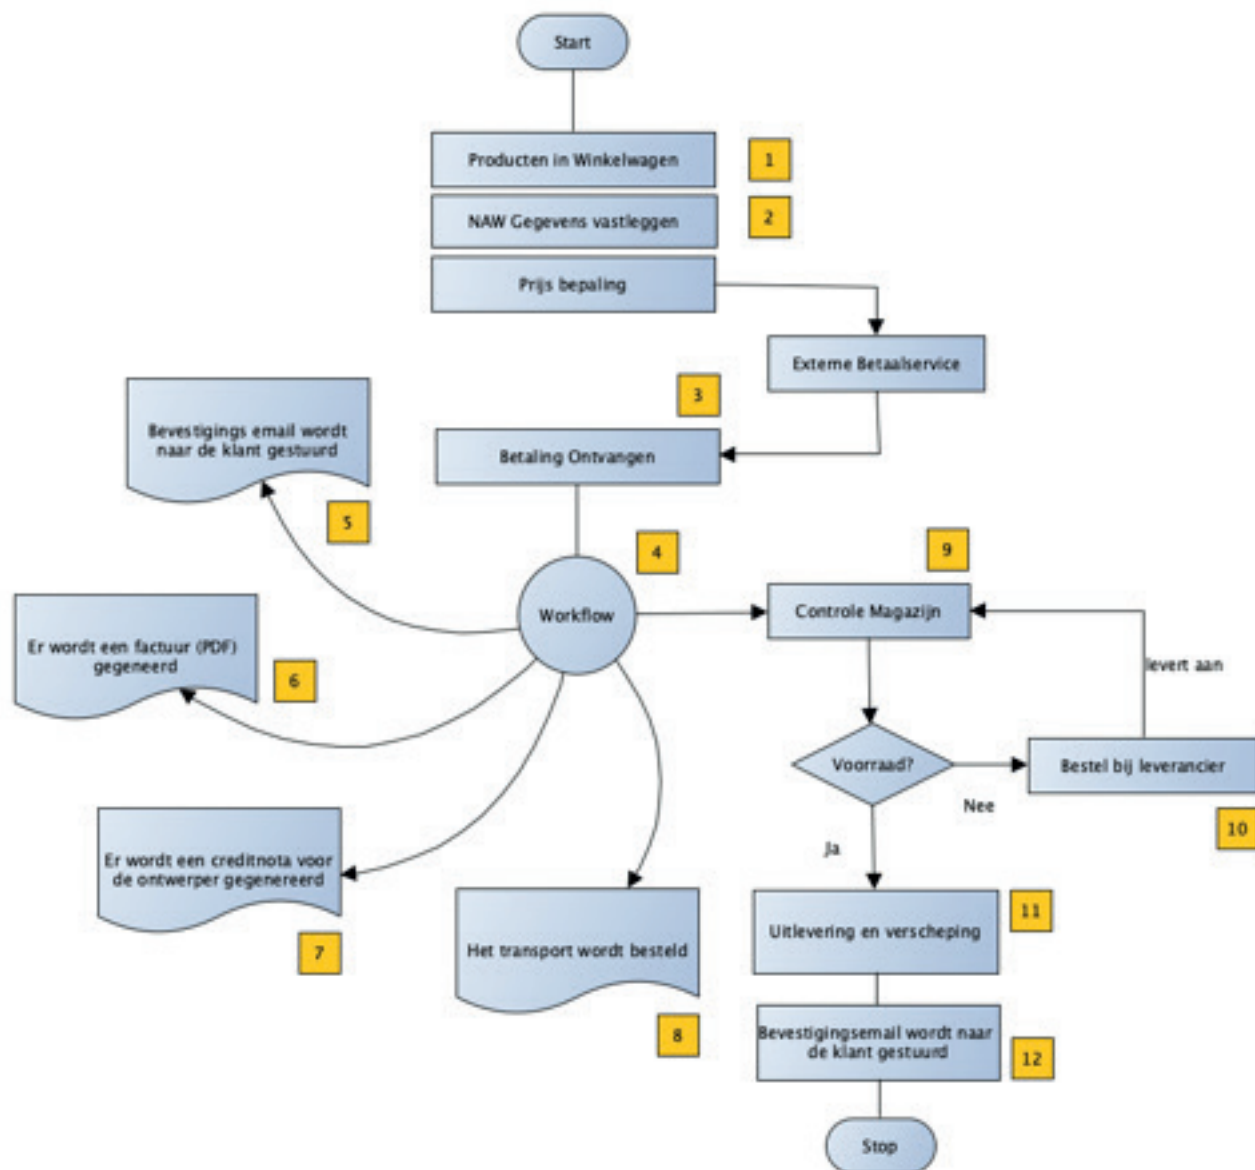 Start
Producten in Winkelwagen
1
NAW Gegevens vastleggen
2
Prijs bepaling
Externe Betaalservice
3
Betaling Ontvangen
Bevestigings email wordt
naar de klant gestuurd
5
4
9
Workflow
Controle Magazijn
Er wordt een factuur (PDF)
gegeneerd
6
levert aan
Voorraad?
Bestel bij leverancier
Nee
10
Ja
Er wordt een creditnota voor
de ontwerper gegenereerd
7
Het transport wordt besteld
8
Uitlevering en verscheping
11
Bevestigingsemail wordt naar
de klant gestuurd
12
Stop